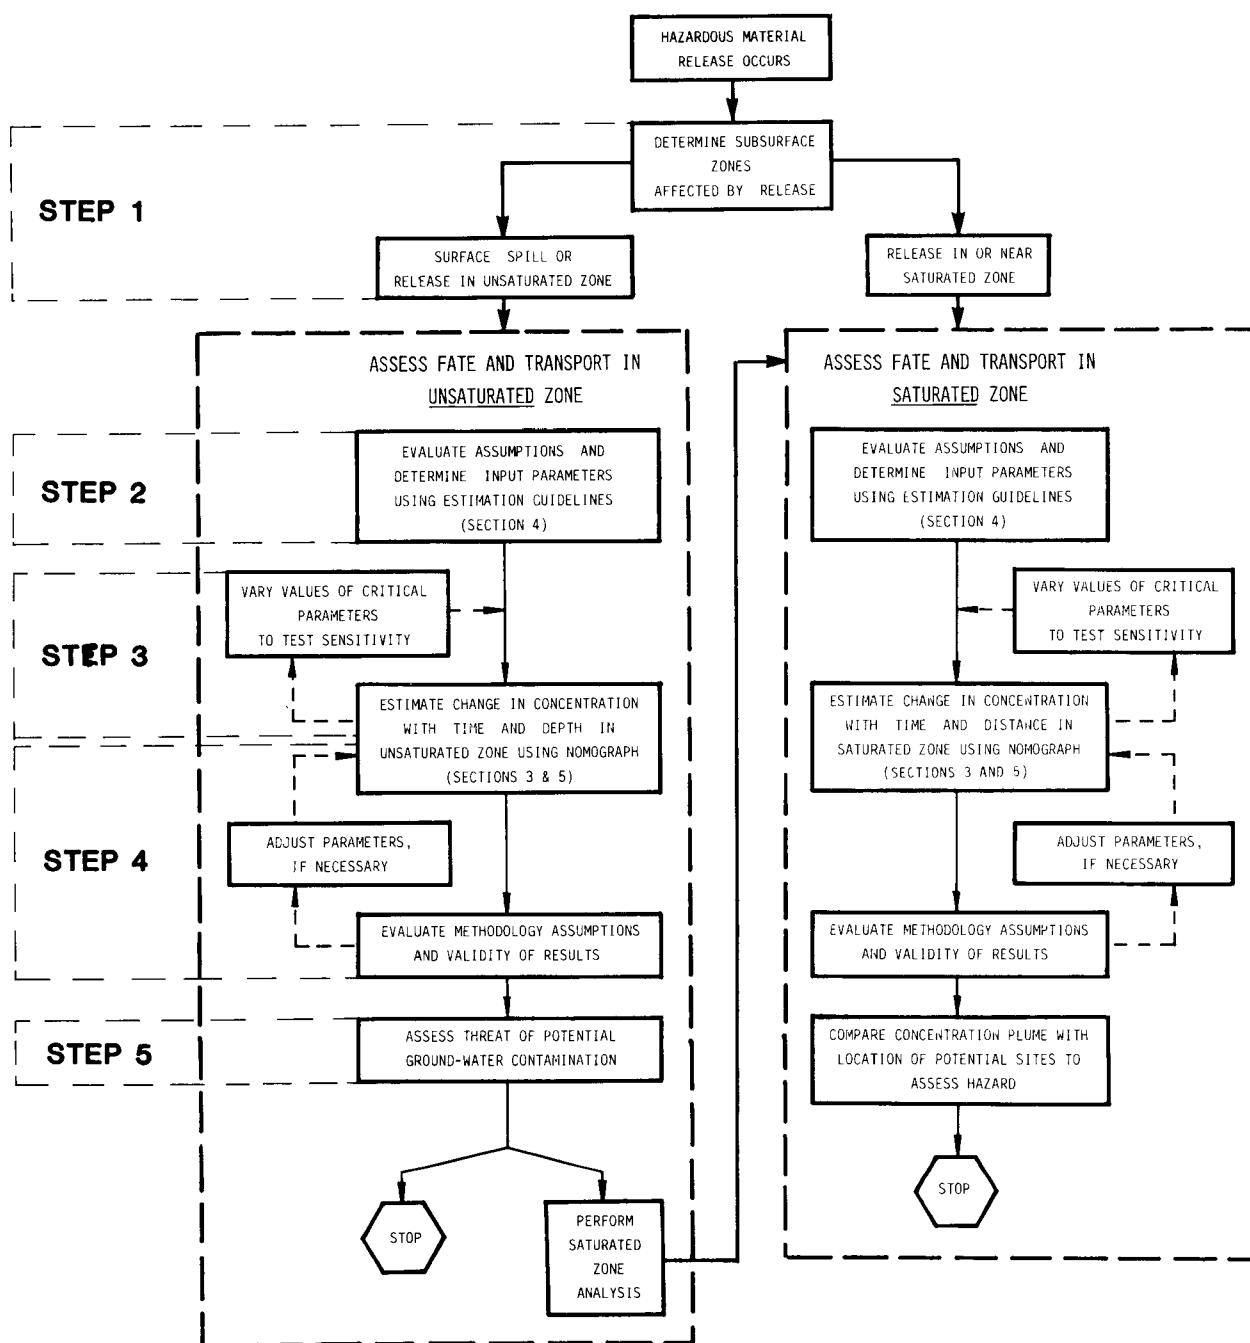 HAZARDOUS MATERIAL
RELEASE OCCURS
DETERMINE SUBSURFACE
ZONES
AFFECTED BY RELEASE
STEP 1
SURFACE SPILL OR
RELEASE IN UNSATURATED ZONE
RELEASE IN OR NEAR
SATURATED ZONE
ASSESS FATE AND TRANSPORT IN
UNSATURATED ZONE
STEP 2
EVALUATE ASSUMPTIONS AND
DETERMINE INPUT PARAMETERS
USING ESTIMATION GUIDELINES
(SECTION 4)
STEP 3
VARY VALUES OF CRITICAL
PARAMETERS
TO TEST SENSITIVITY
ESTIMATE CHANGE IN CONCENTRATION
WITH TIME AND DEPTH IN
UNSATURATED ZONE USING NOMOGRAPH
(SECTIONS 3 & 5)
STEP 4
ADJUST PARAMETERS,
IF NECESSARY
EVALUATE METHODOLOGY ASSUMPTIONS
AND VALIDITY OF RESULTS
STEP 5
ASSESS THREAT OF POTENTIAL
GROUND-WATER CONTAMINATION
STOP
PERFORM
SATURATED
ZONE
ANALYSIS
ASSESS FATE AND TRANSPORT IN
SATURATED ZONE
EVALUATE ASSUMPTIONS AND
DETERMINE INPUT PARAMETERS
USING ESTIMATION GUIDELINES
(SECTION 4)
VARY VALUES OF CRITICAL
PARAMETERS
TO TEST SENSITIVITY
ESTIMATE CHANGE IN CONCENTRATION
WITH TIME AND DISTANCE IN
SATURATED ZONE USING NOMOGRAPH
(SECTIONS 3 AND 5)
ADJUST PARAMETERS,
IF NECESSARY
EVALUATE METHODOLOGY ASSUMPTIONS
AND VALIDITY OF RESULTS
COMPARE CONCENTRATION PLUME WITH
LOCATION OF POTENTIAL SITES TO
ASSESS HAZARD
STOP